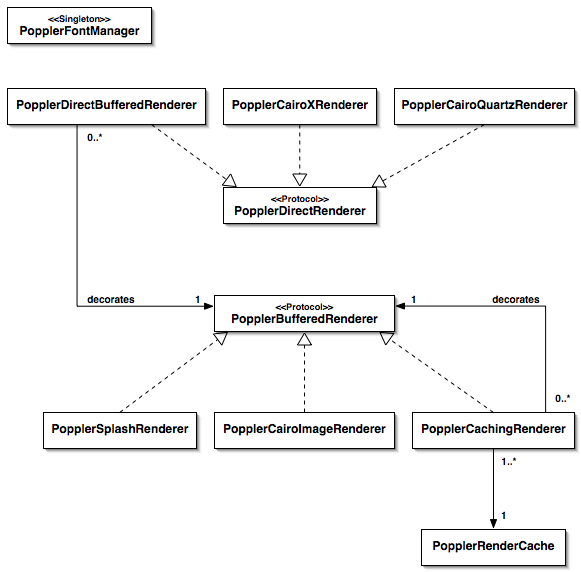 <<Singleton>>
PopplerFontManager
PopplerDirectBufferedRenderer
PopplerCairoXRenderer
PopplerCairoQuartzRenderer
0..*
<<Protocol>>
PopplerDirectRenderer
decorates
1
1
decorates
<<Protocol>>
PopplerBufferedRenderer
0..*
PopplerSplashRenderer
PopplerCairoImageRenderer
PopplerCachingRenderer
1..*
1
PopplerRenderCache